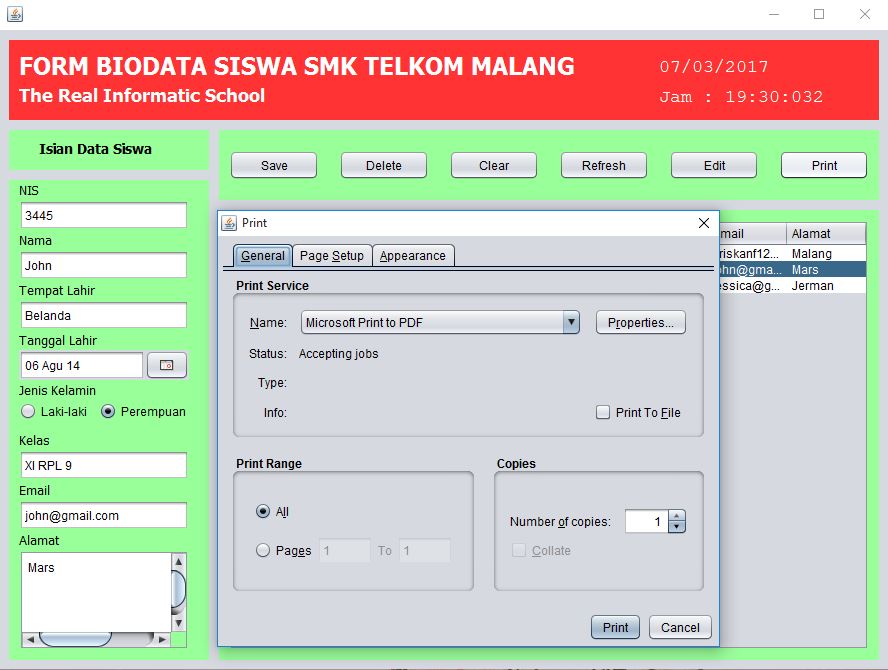 FORM BIODATA SISWA SMK TELKOM MALANG
The Real Informatic School
07/03/2017
Jam : 19:30:032
Isian Data Siswa
Save Delete Clear Refresh Edit Print
NIS
3445
Nama
John
Tempat Lahir
Belanda
Tanggal Lahir
06 Agu 14
Jenis Kelamin
Laki-laki Perempuan
Kelas
XI RPL 9
Email
john@gmail.com
Alamat
Mars
Print
General Page Setup Appearance
Print Service
Name: Microsoft Print to PDF Properties...
Status: Accepting jobs
Type:
Info: Print To File
Print Range
All
Pages 1 To 1
Copies
Number of copies: 1
Collate
Print Cancel
mail Alamat
riskanf12... Malang
ohn@gma... Mars
essica@g... Jerman